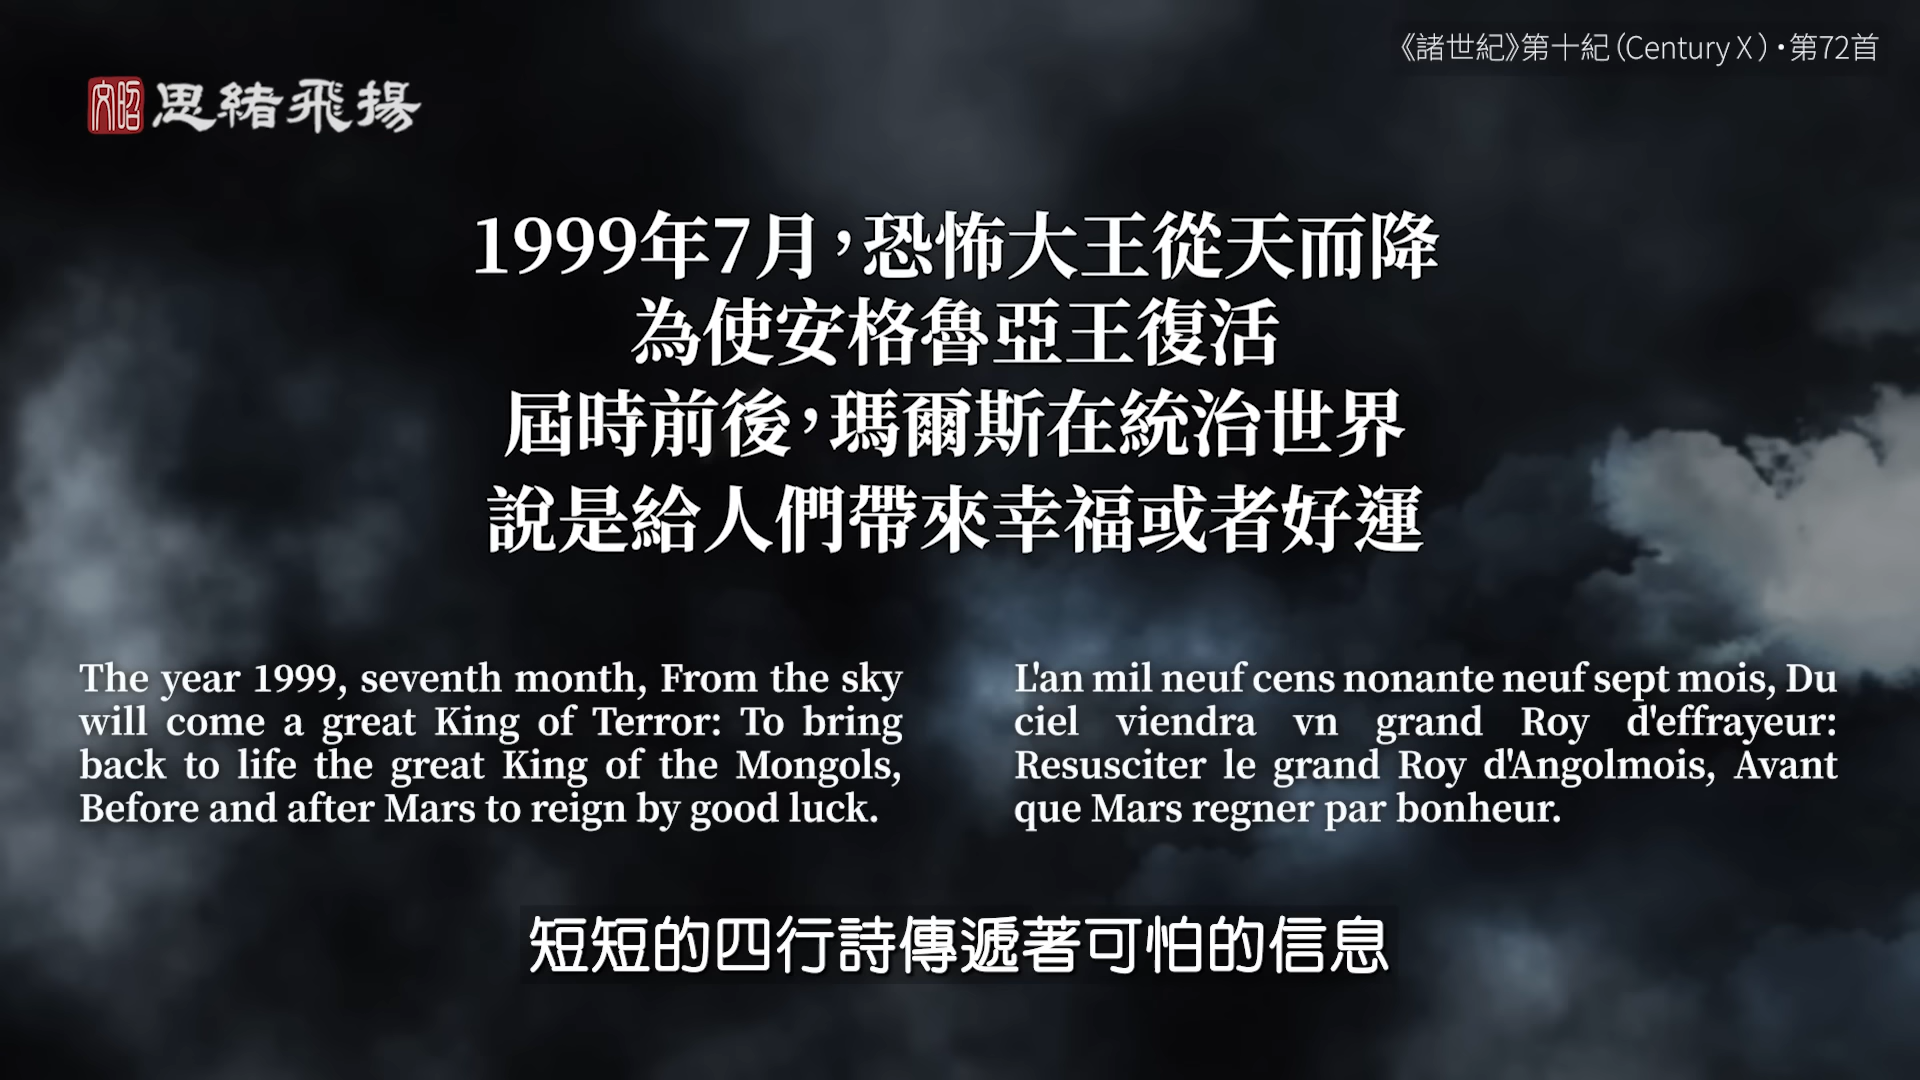 《諸世紀》第十紀（Century X）·第72首
文昭 思緒飛揚
1999年7月，恐怖大王從天而降
為使安格魯亞王復活
屆時前後，瑪爾斯在統治世界
說是給人們帶來幸福或者好運
The year 1999, seventh month, From the sky
will come a great King of Terror: To bring
back to life the great King of the Mongols,
Before and after Mars to reign by good luck.
L'an mil neuf cens nonante neuf sept mois, Du
ciel viendra vn grand Roy d'effrayeur:
Resusciter le grand Roy d'Angolmois, Avant
que Mars regner par bonheur.
短短的四行詩傳遞著可怕的信息